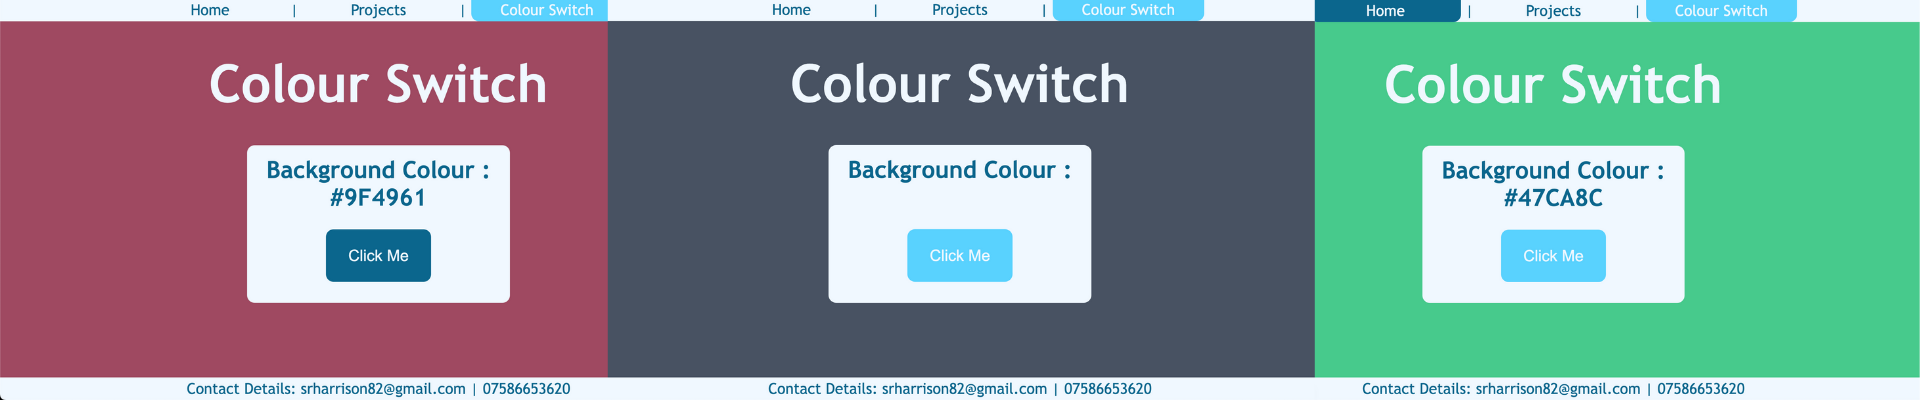 Home | Projects | Colour Switch
Colour Switch
Background Colour :
#9F4961
Click Me
Contact Details: srharrison82@gmail.com | 07586653620
Home | Projects | Colour Switch
Colour Switch
Background Colour :
Click Me
Contact Details: srharrison82@gmail.com | 07586653620
Home | Projects | Colour Switch
Colour Switch
Background Colour :
#47CA8C
Click Me
Contact Details: srharrison82@gmail.com | 07586653620